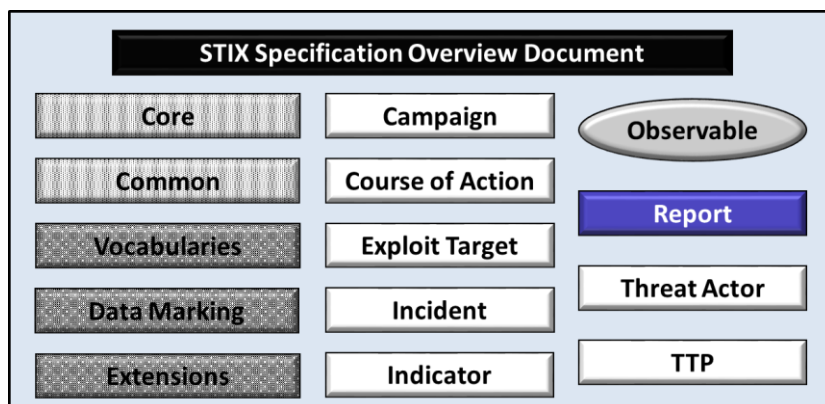 STIX Specification Overview Document
Core
Common
Vocabularies
Data Marking
Extensions
Campaign
Course of Action
Exploit Target
Incident
Indicator
Observable
Report
Threat Actor
TTP